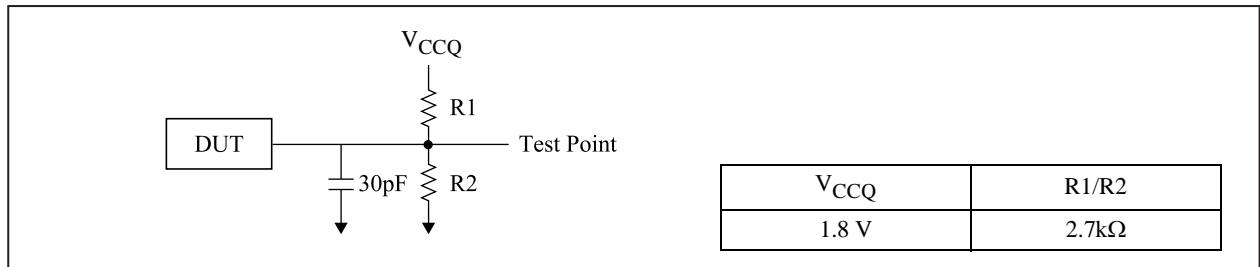 VCCQ
R1
DUT
Test Point
30pF
R2
VCCQ R1/R2
1.8 V 2.7kΩ